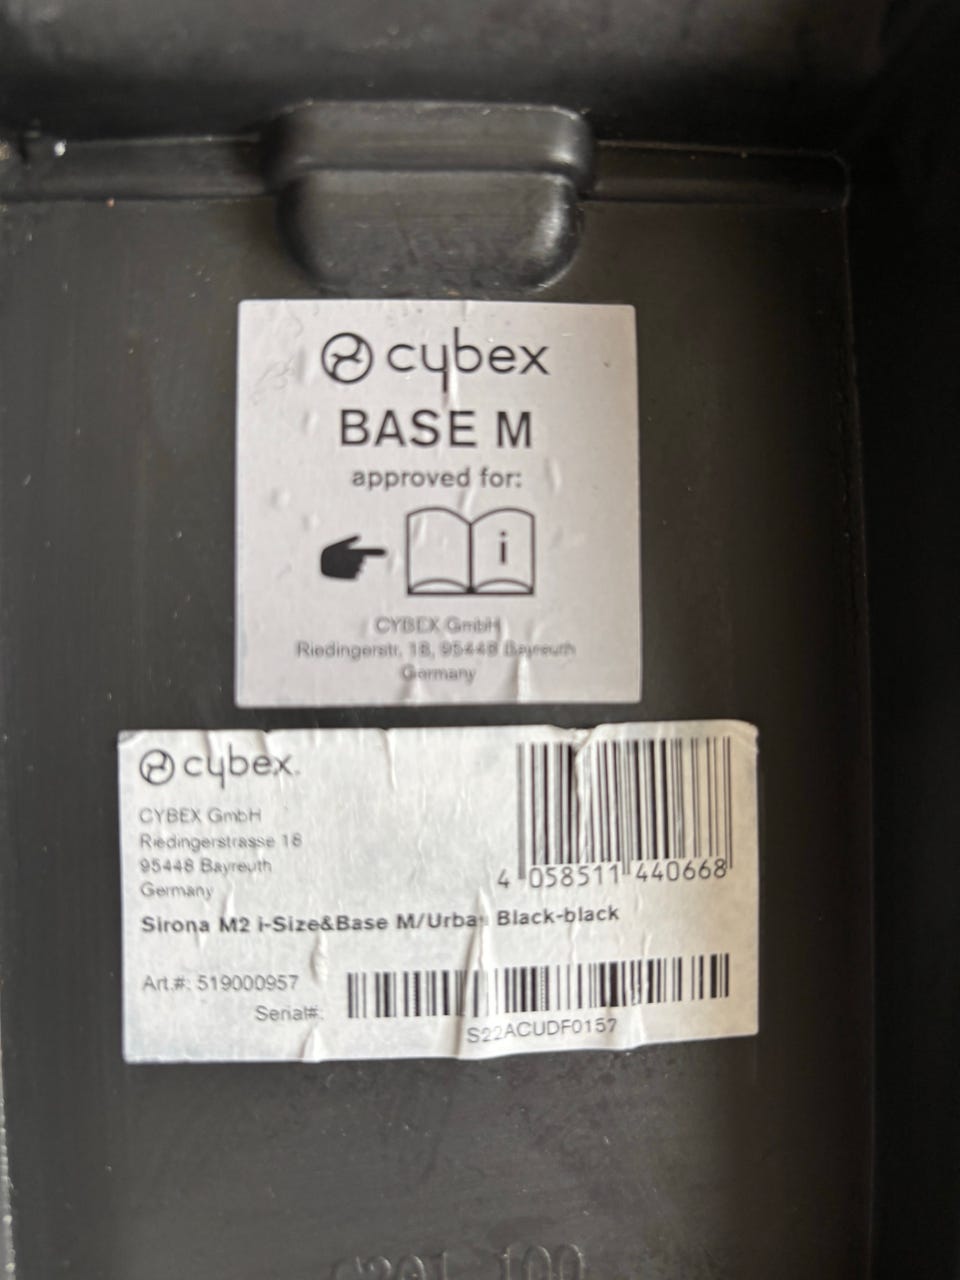 cybex
BASE M
approved for:
i
CYBEX GmbH
Riedingerstr. 18, 95448 Bayreuth
Germany
cybex.
CYBEX GmbH
Riedingerstrasse 18
95448 Bayreuth
Germany
4 058511 440668
Sirona M2 i-Size&Base M/Urban Black-black
Art.#: 519000957
Serial#:
S22ACUDF0157